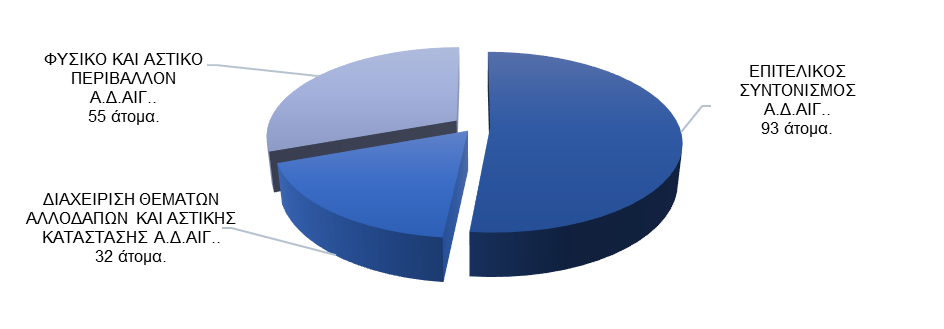 ΦΥΣΙΚΟ ΚΑΙ ΑΣΤΙΚΟ
ΠΕΡΙΒΑΛΛΟΝ
Α.Δ.ΑΙΓ..
55 άτομα.
ΕΠΙΤΕΛΙΚΟΣ
ΣΥΝΤΟΝΙΣΜΟΣ
Α.Δ.ΑΙΓ..
93 άτομα.
ΔΙΑΧΕΙΡΙΣΗ ΘΕΜΑΤΩΝ
ΑΛΛΟΔΑΠΩΝ ΚΑΙ ΑΣΤΙΚΗΣ
ΚΑΤΑΣΤΑΣΗΣ Α.Δ.ΑΙΓ..
32 άτομα.